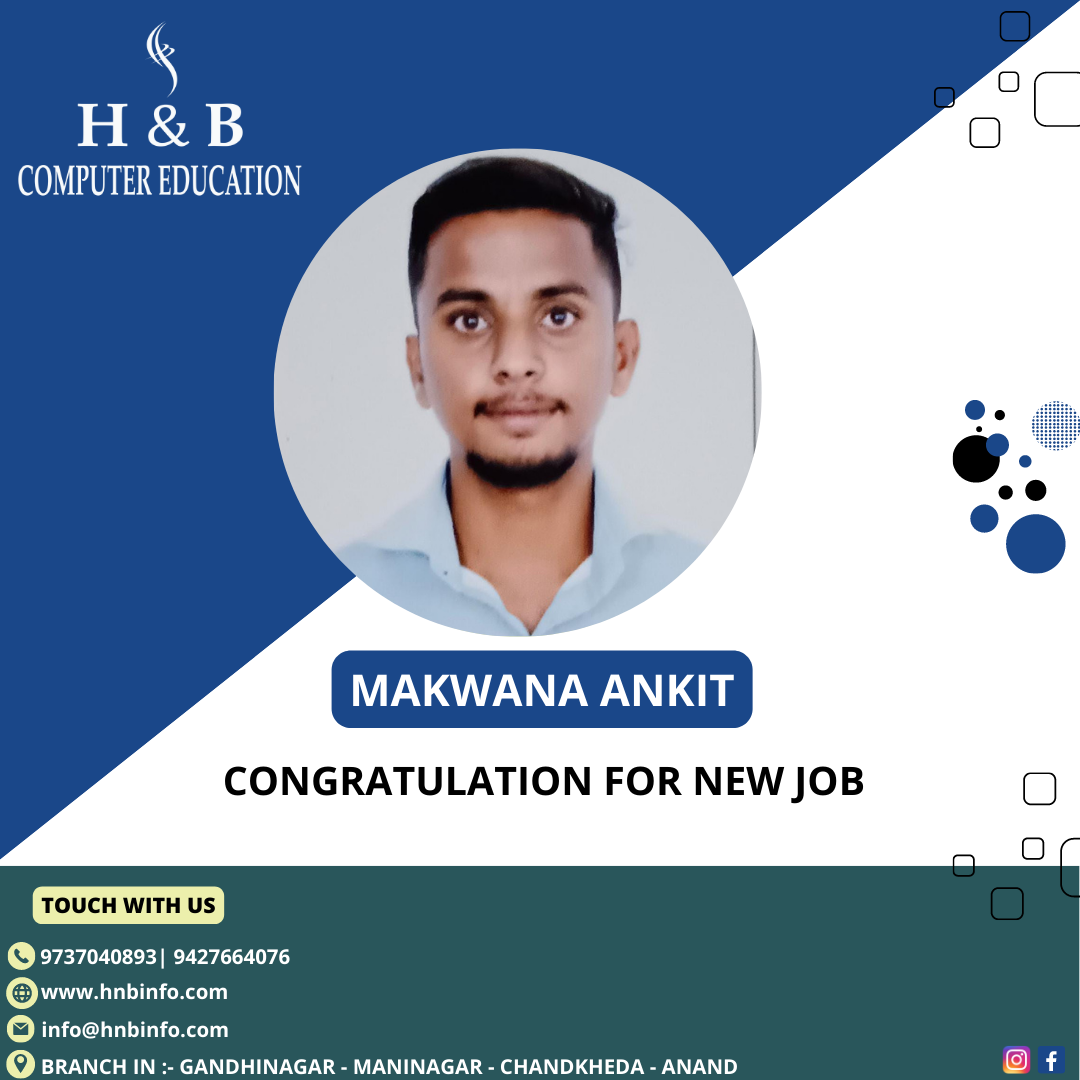 H & B
COMPUTER EDUCATION
MAKWANA ANKIT
CONGRATULATION FOR NEW JOB
TOUCH WITH US
9737040893| 9427664076
www.hnbinfo.com
info@hnbinfo.com
BRANCH IN :- GANDHINAGAR - MANINAGAR - CHANDKHEDA - ANAND